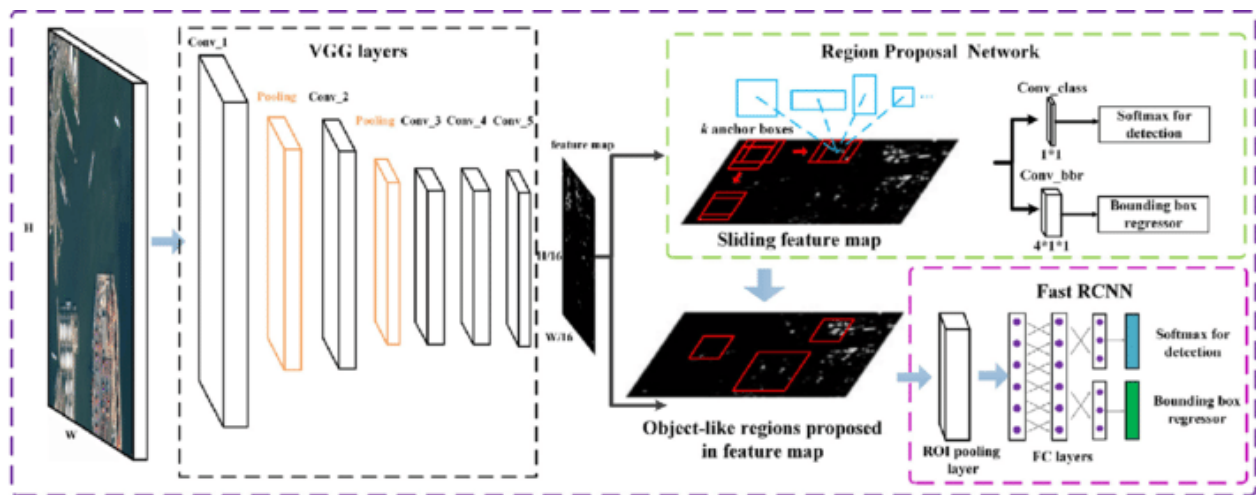 VGG layers
Conv_1
Pooling
Conv_2
Pooling
Conv_3
Conv_4
Conv_5
H
W
feature map
H/16
W/16
Region Proposal Network
k anchor boxes
...
Sliding feature map
Conv_class
1*1
Softmax for
detection
Conv_bbr
4*1*1
Bounding box
regressor
Object-like regions proposed
in feature map
Fast RCNN
ROI pooling
layer
FC layers
Softmax for
detection
Bounding box
regressor